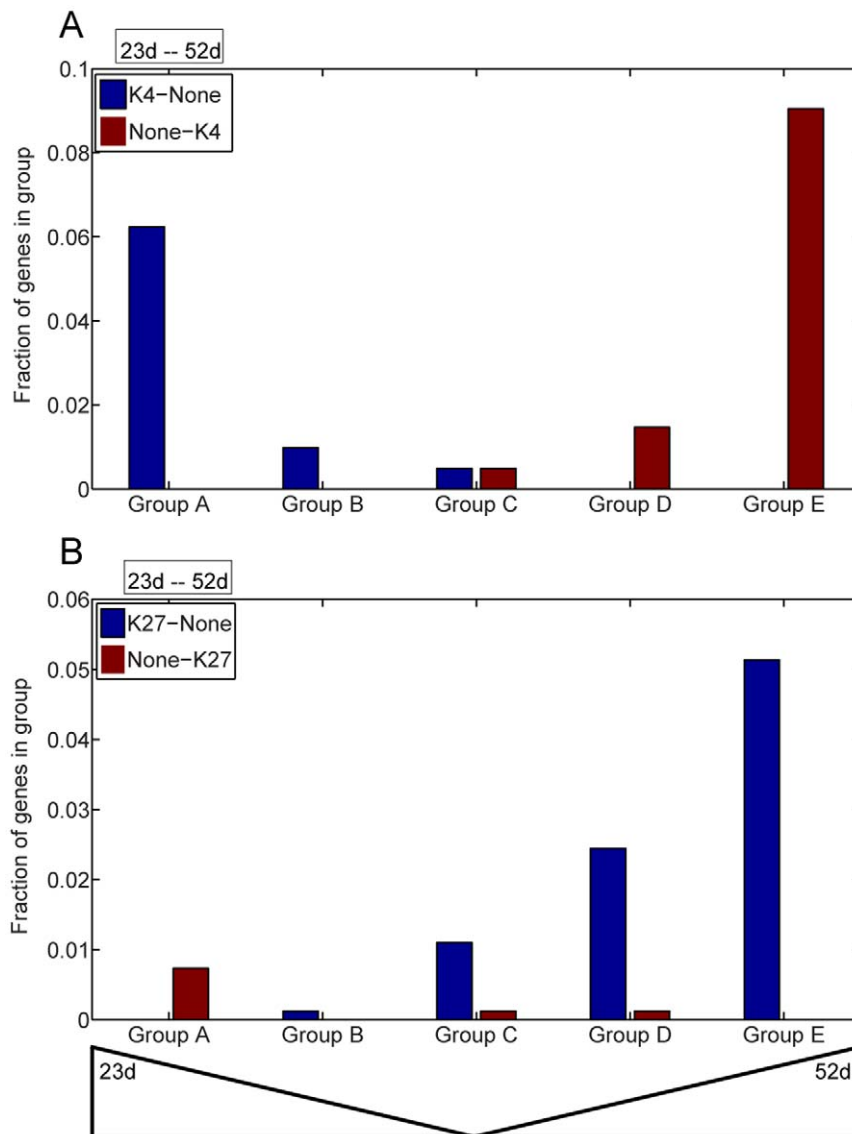 A
23d -- 52d
0.1
K4−None
None−K4
0.08
0.06
0.04
0.02
0
Fraction of genes in group
Group A Group B Group C Group D Group E
B
23d -- 52d
0.06
K27−None
None−K27
0.05
0.04
0.03
0.02
0.01
0
Fraction of genes in group
Group A Group B Group C Group D Group E
23d 52d